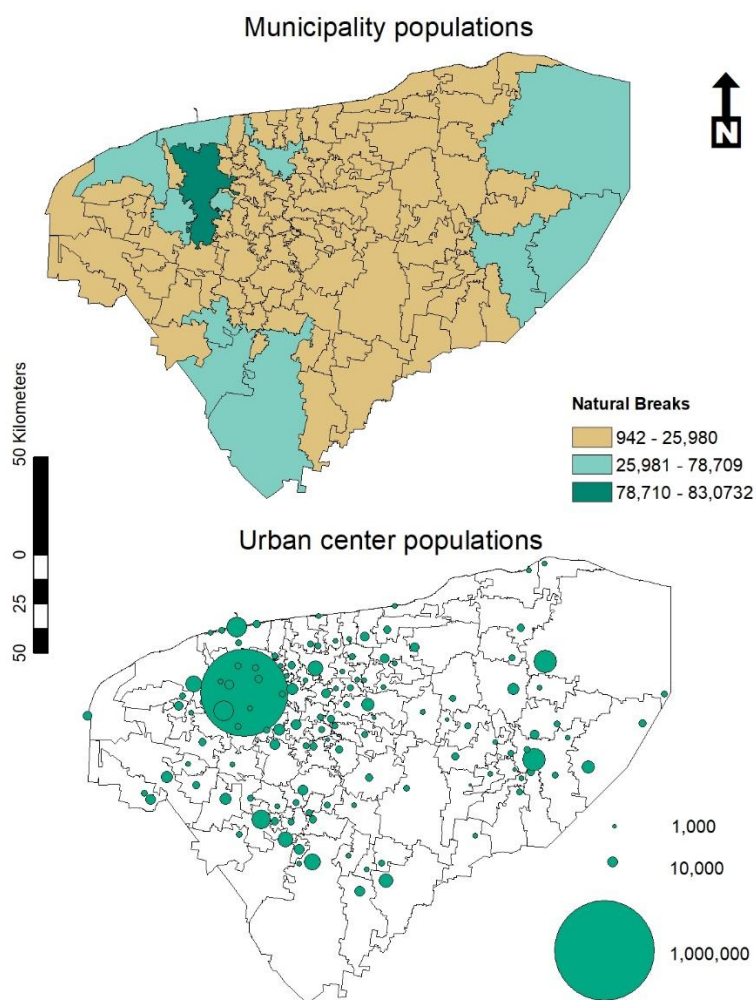 Municipality populations
N
Natural Breaks
942 - 25,980
25,981 - 78,709
78,710 - 83,0732
50 Kilometers
0
25
50
Urban center populations
1,000
10,000
1,000,000